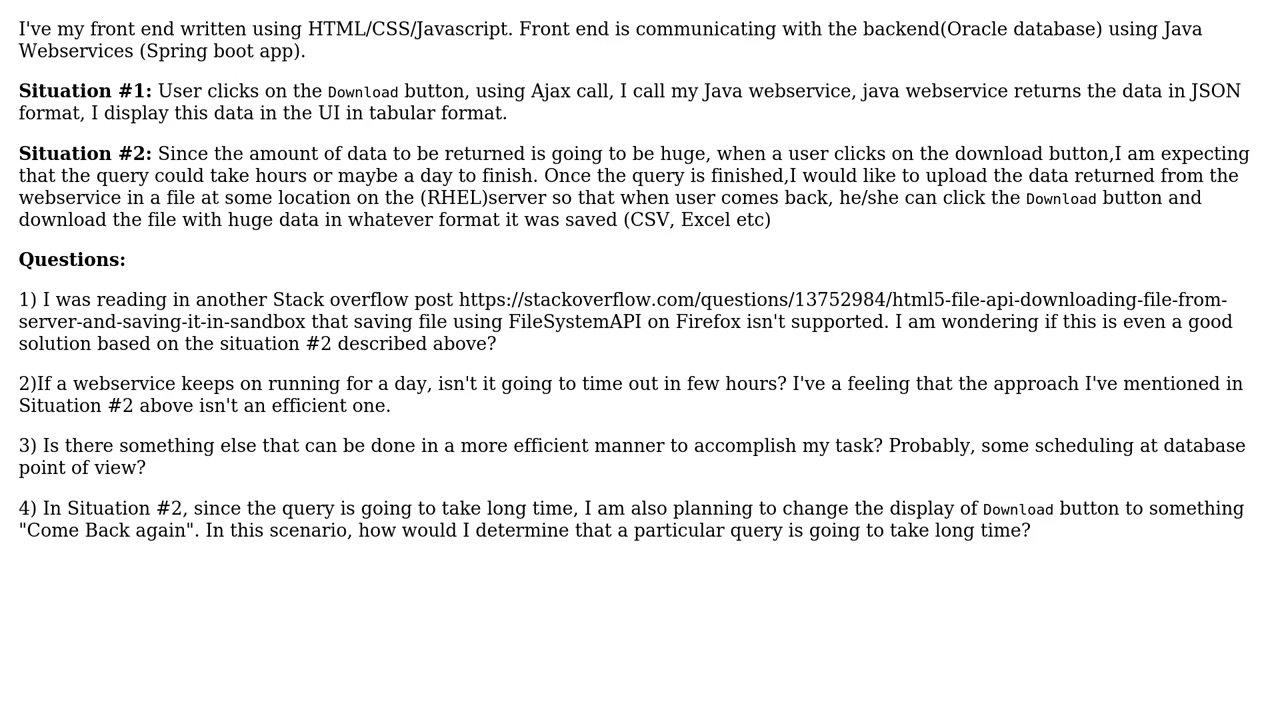 I've my front end written using HTML/CSS/Javascript. Front end is communicating with the backend(Oracle database) using Java
Webservices (Spring boot app).
Situation #1: User clicks on the Download button, using Ajax call, I call my Java webservice, java webservice returns the data in JSON
format, I display this data in the UI in tabular format.
Situation #2: Since the amount of data to be returned is going to be huge, when a user clicks on the download button,I am expecting
that the query could take hours or maybe a day to finish. Once the query is finished,I would like to upload the data returned from the
webservice in a file at some location on the (RHEL)server so that when user comes back, he/she can click the Download button and
download the file with huge data in whatever format it was saved (CSV, Excel etc)
Questions:
1) I was reading in another Stack overflow post https://stackoverflow.com/questions/13752984/html5-file-api-downloading-file-from-
server-and-saving-it-in-sandbox that saving file using FileSystemAPI on Firefox isn't supported. I am wondering if this is even a good
solution based on the situation #2 described above?
2)If a webservice keeps on running for a day, isn't it going to time out in few hours? I've a feeling that the approach I've mentioned in
Situation #2 above isn't an efficient one.
3) Is there something else that can be done in a more efficient manner to accomplish my task? Probably, some scheduling at database
point of view?
4) In Situation #2, since the query is going to take long time, I am also planning to change the display of Download button to something
"Come Back again". In this scenario, how would I determine that a particular query is going to take long time?